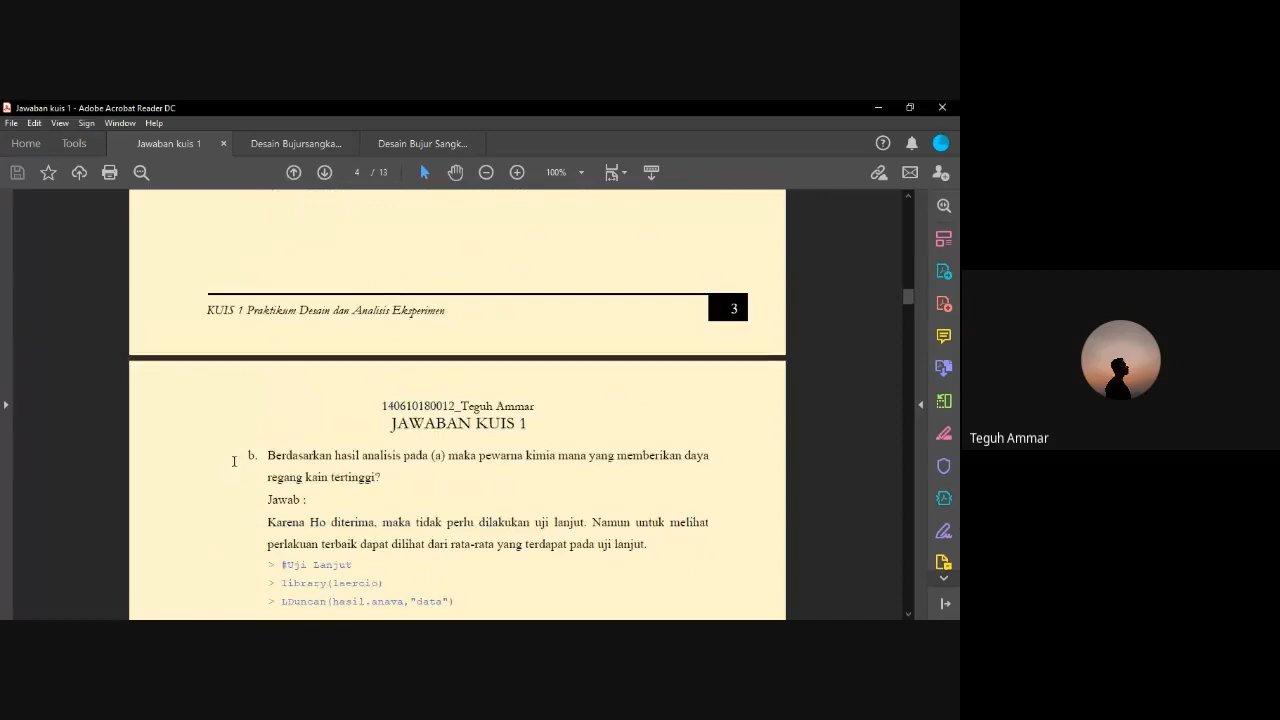 Jawaban kuis 1 - Adobe Acrobat Reader DC
File Edit View Sign Window Help
Home Tools Jawaban kuis 1 × Desain Bujursangka... Desain Bujur Sangk...
4 / 13 100%
KUIS 1 Praktikum Desain dan Analisis Eksperimen 3
140610180012_Teguh Ammar
JAWABAN KUIS 1
b. Berdasarkan hasil analisis pada (a) maka pewarna kimia mana yang memberikan daya
regang kain tertinggi?
Jawab :
Karena Ho diterima, maka tidak perlu dilakukan uji lanjut. Namun untuk melihat
perlakuan terbaik dapat dilihat dari rata-rata yang terdapat pada uji lanjut.
> #Uji Lanjut
> library(laercio)
> LDuncan(hasil.anava,"data")
Teguh Ammar